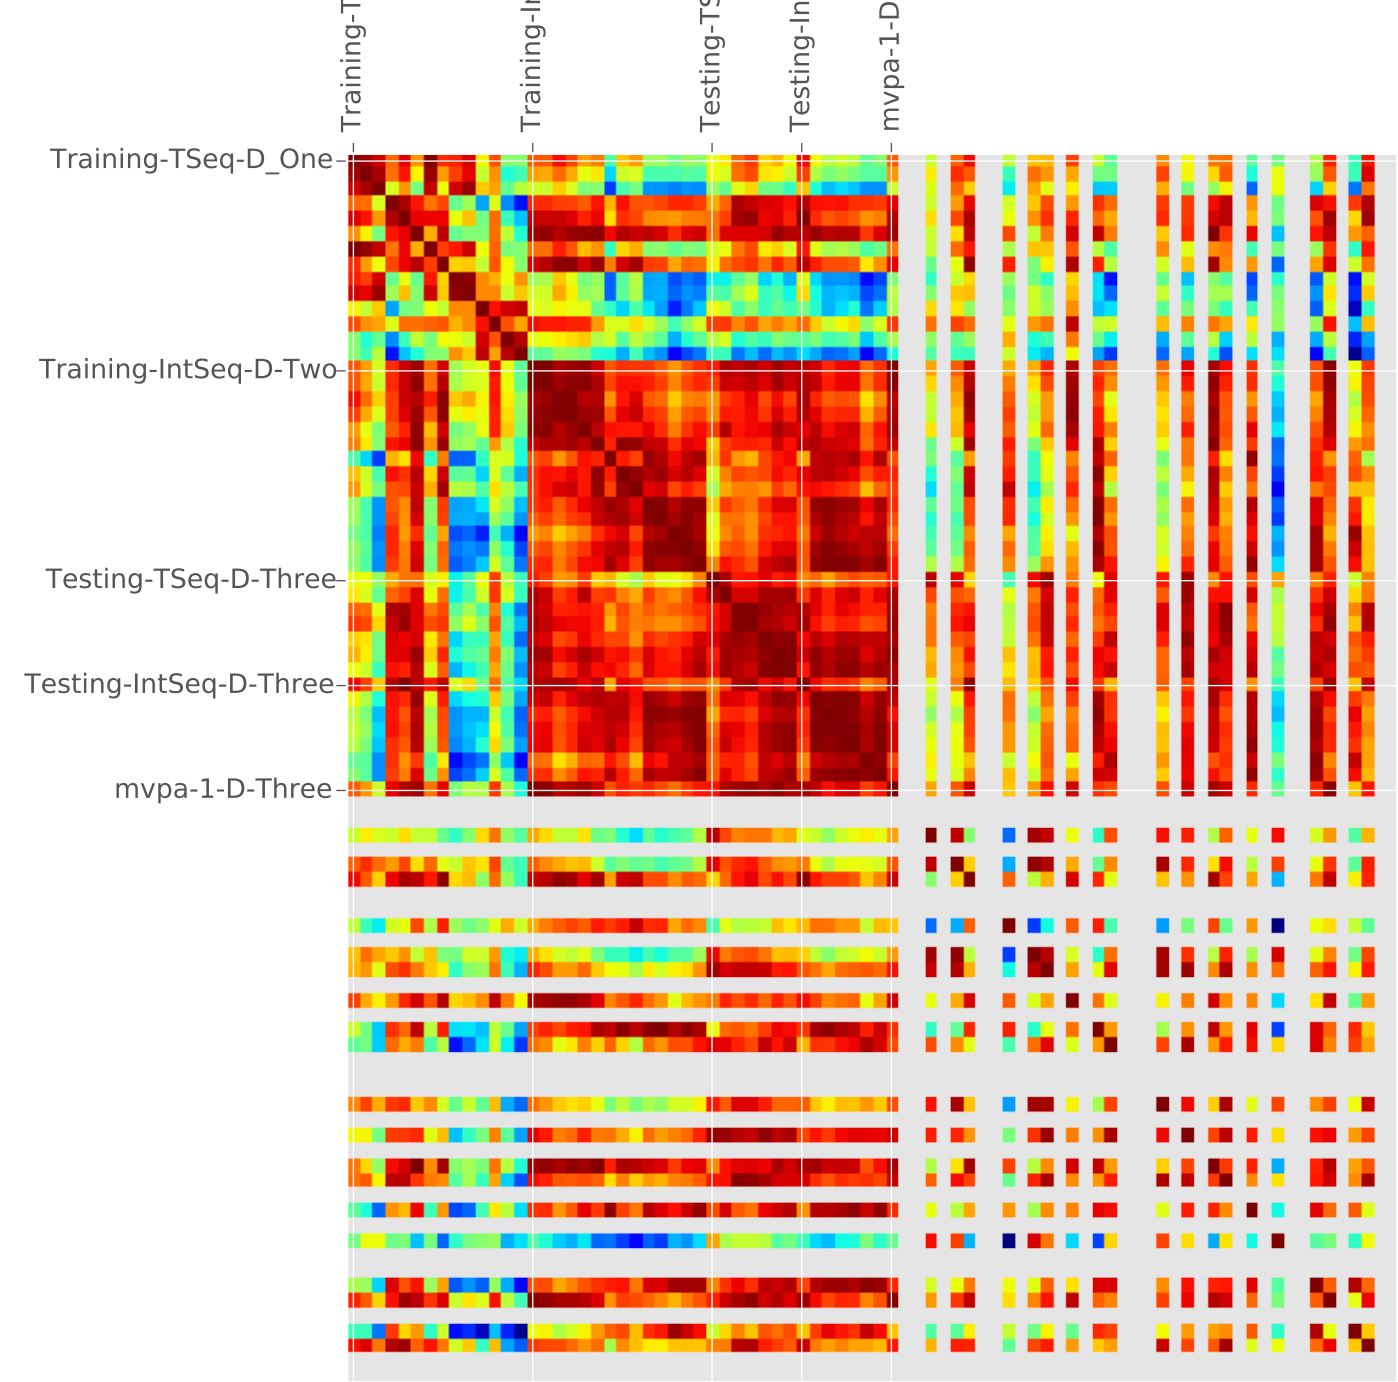 Training-T
Training-I
Testing-TS
Testing-In
mvpa-1-D
Training-TSeq-D_One
Training-IntSeq-D-Two
Testing-TSeq-D-Three
Testing-IntSeq-D-Three
mvpa-1-D-Three